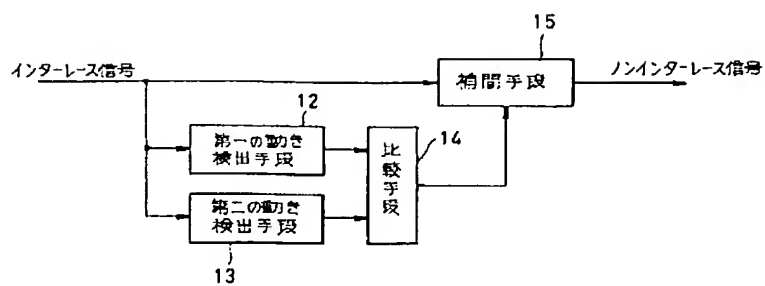 15
インターレース信号
補間手段
ノンインターレース信号
12
第一の動き
検出手段
比較手段
14
第二の動き
検出手段
13